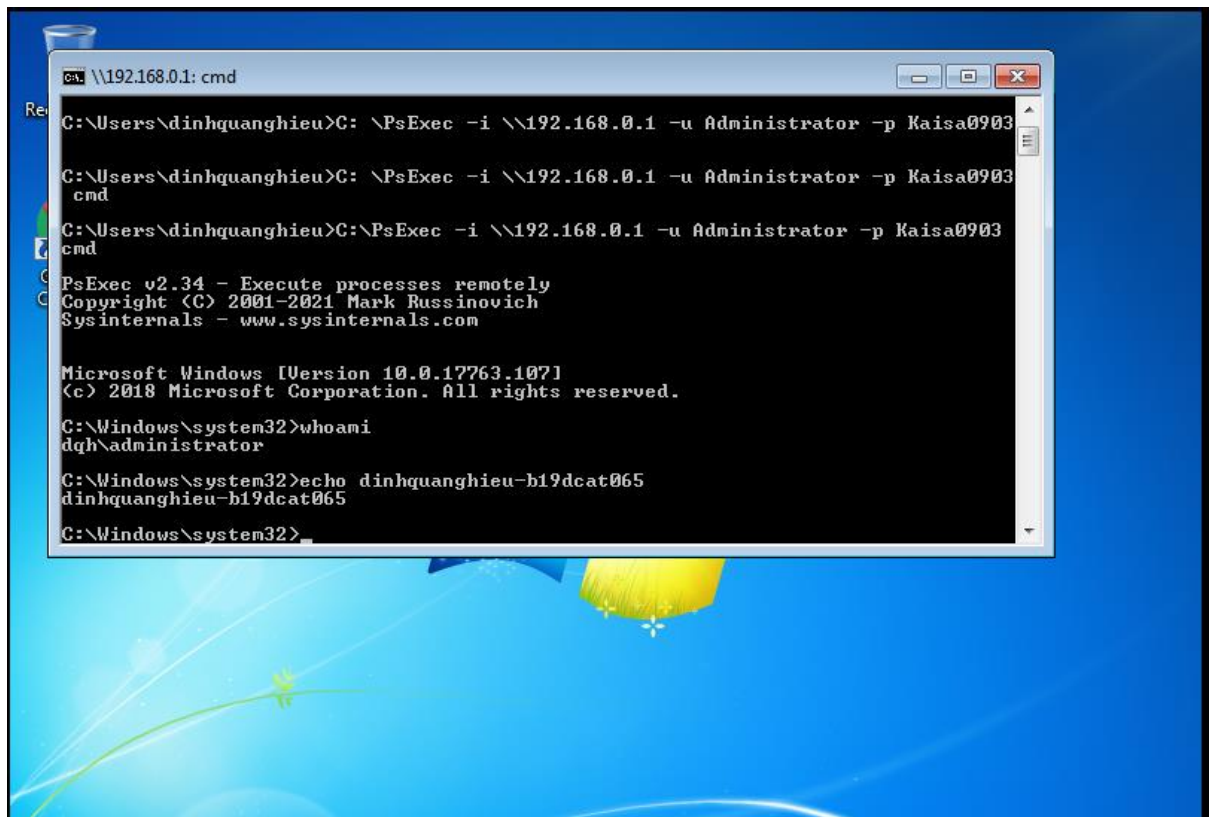 \\192.168.0.1: cmd
C:\Users\dinhquanghieu>C: \PsExec -i \\192.168.0.1 -u Administrator -p Kaisa0903
C:\Users\dinhquanghieu>C: \PsExec -i \\192.168.0.1 -u Administrator -p Kaisa0903
cmd
C:\Users\dinhquanghieu>C:\PsExec -i \\192.168.0.1 -u Administrator -p Kaisa0903
cmd
PsExec v2.34 - Execute processes remotely
Copyright (C) 2001-2021 Mark Russinovich
Sysinternals - www.sysinternals.com
Microsoft Windows [Version 10.0.17763.107]
(c) 2018 Microsoft Corporation. All rights reserved.
C:\Windows\system32>whoami
dqh\administrator
C:\Windows\system32>echo dinhquanghieu-b19dcat065
dinhquanghieu-b19dcat065
C:\Windows\system32>_